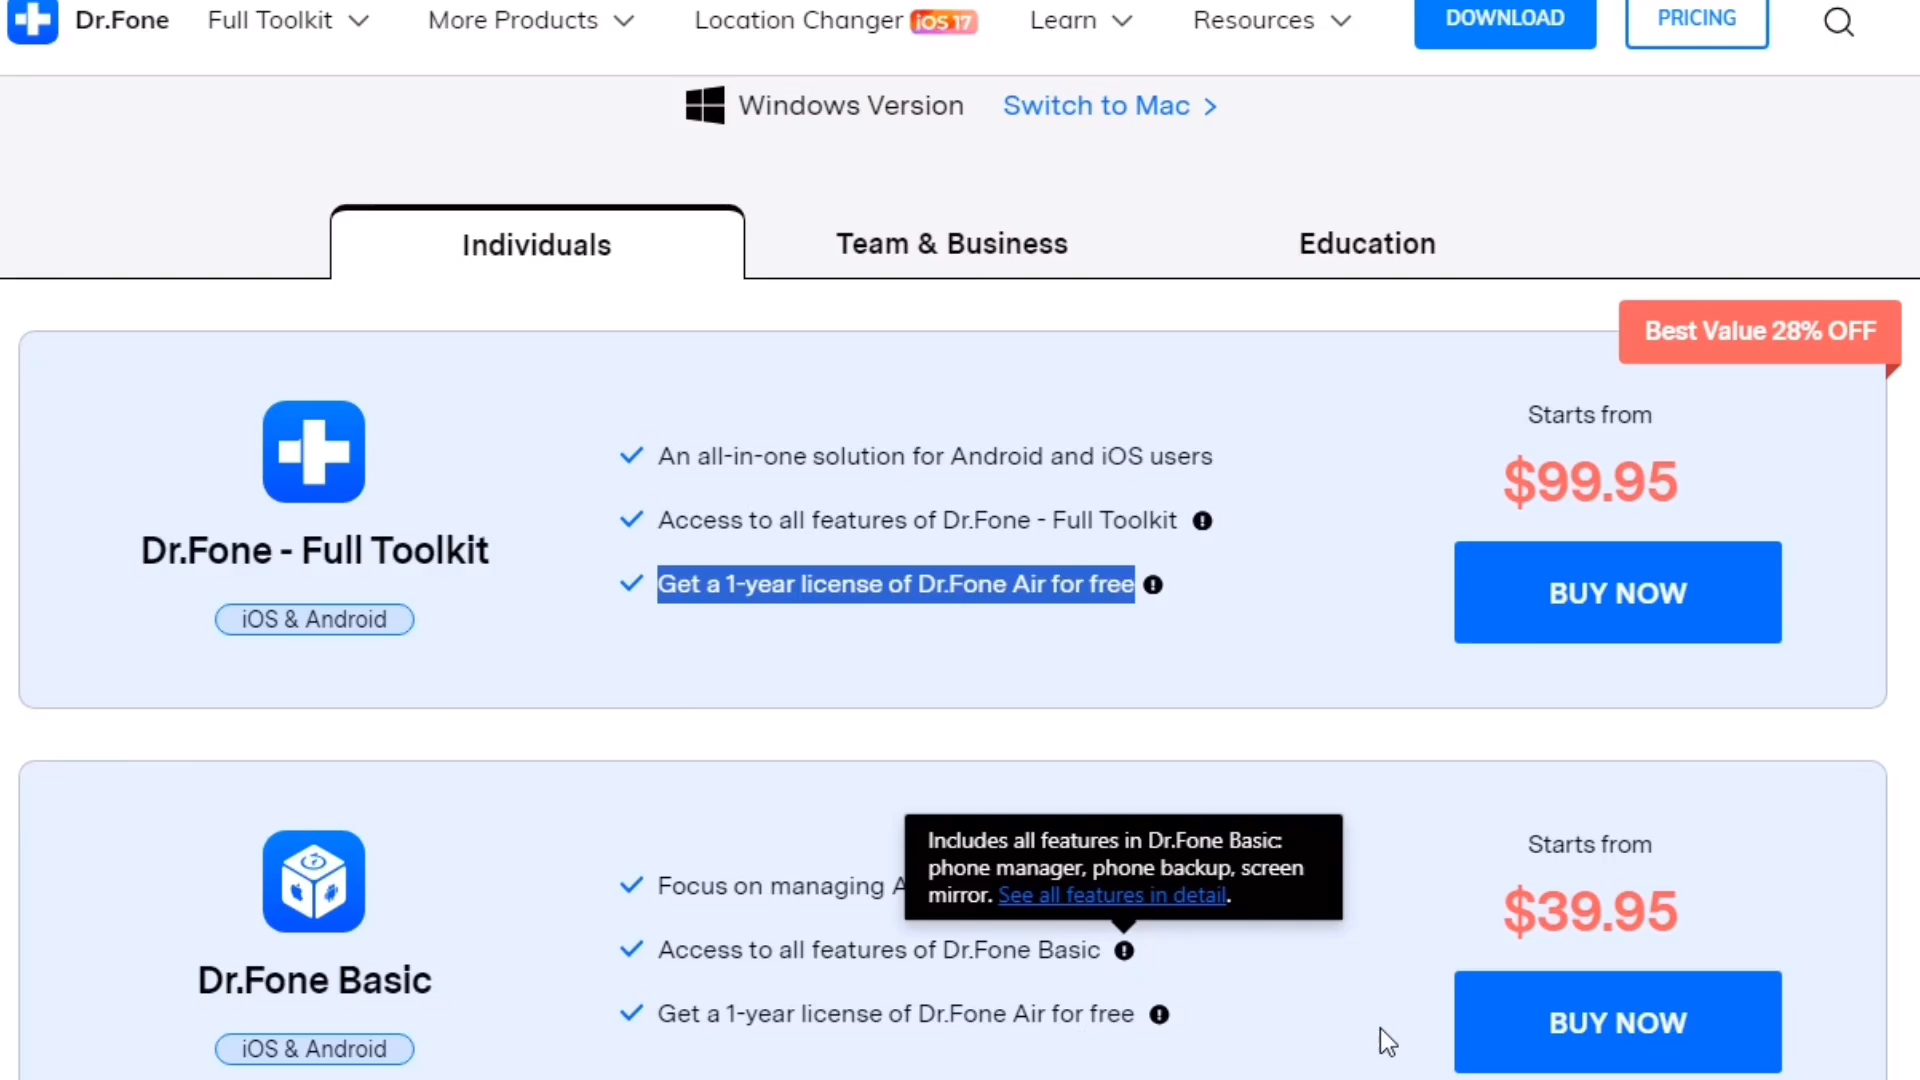 Dr.Fone Full Toolkit More Products Location Changer iOS 17 Learn Resources DOWNLOAD PRICING
Windows Version Switch to Mac >
Individuals Team & Business Education
Best Value 28% OFF
Dr.Fone - Full Toolkit
iOS & Android
An all-in-one solution for Android and iOS users
Access to all features of Dr.Fone - Full Toolkit
Get a 1-year license of Dr.Fone Air for free
Starts from
$99.95
BUY NOW
Dr.Fone Basic
iOS & Android
Includes all features in Dr.Fone Basic:
phone manager, phone backup, screen
mirror. See all features in detail.
Focus on managing A
Access to all features of Dr.Fone Basic
Get a 1-year license of Dr.Fone Air for free
Starts from
$39.95
BUY NOW